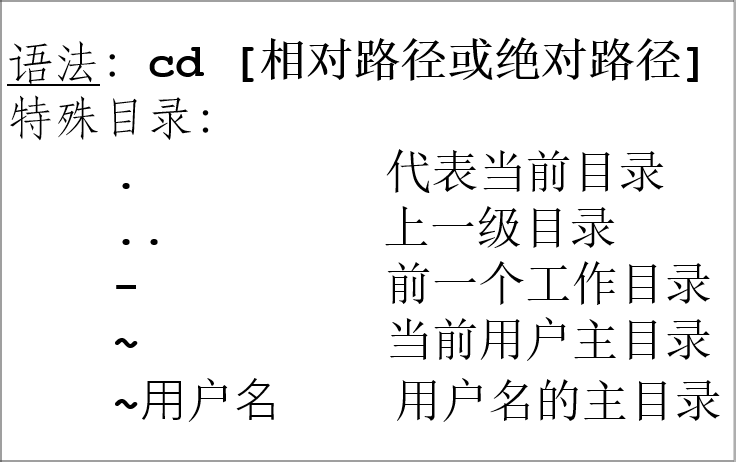 语法: cd [相对路径或绝对路径]
特殊目录:
. 代表当前目录
.. 上一级目录
- 前一个工作目录
~ 当前用户主目录
~用户名 用户名的主目录